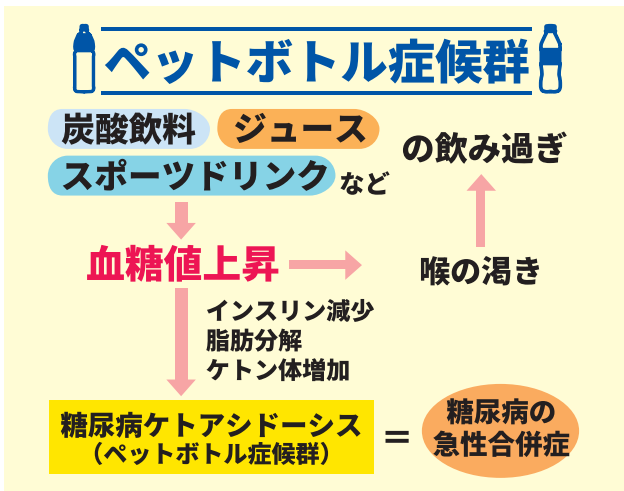 ペットボトル症候群
炭酸飲料 ジュース
スポーツドリンク など
の飲み過ぎ
血糖値上昇
喉の渇き
インスリン減少
脂肪分解
ケトン体増加
糖尿病ケトアシドーシス
（ペットボトル症候群）
=
糖尿病の
急性合併症